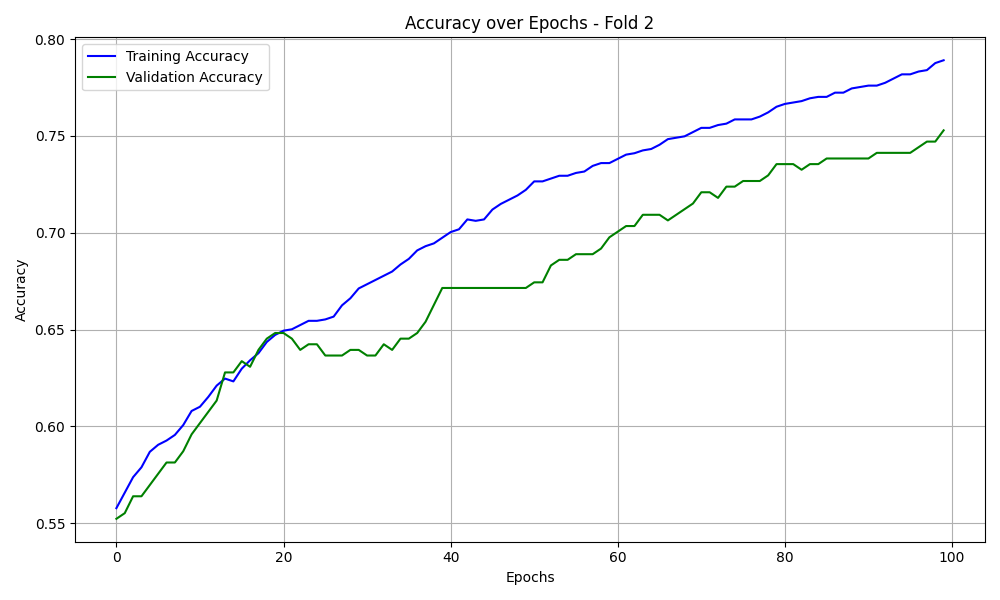 Accuracy over Epochs - Fold 2
Training Accuracy
Validation Accuracy
Accuracy
0.80
0.75
0.70
0.65
0.60
0.55
0 20 40 60 80 100
Epochs